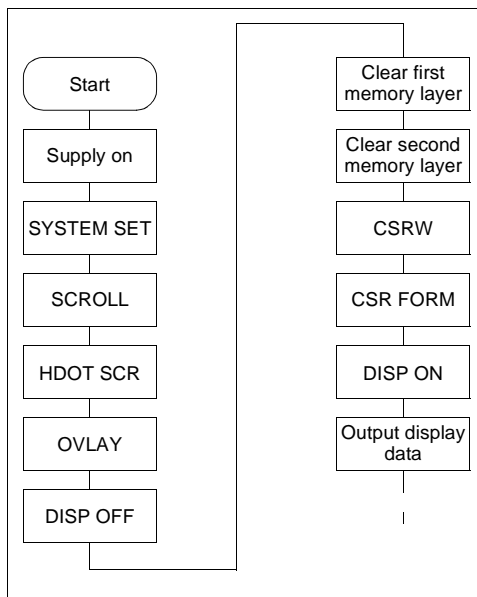 Start
Supply on
SYSTEM SET
SCROLL
HDOT SCR
OVLAY
DISP OFF
Clear first
memory layer
Clear second
memory layer
CSRW
CSR FORM
DISP ON
Output display
data